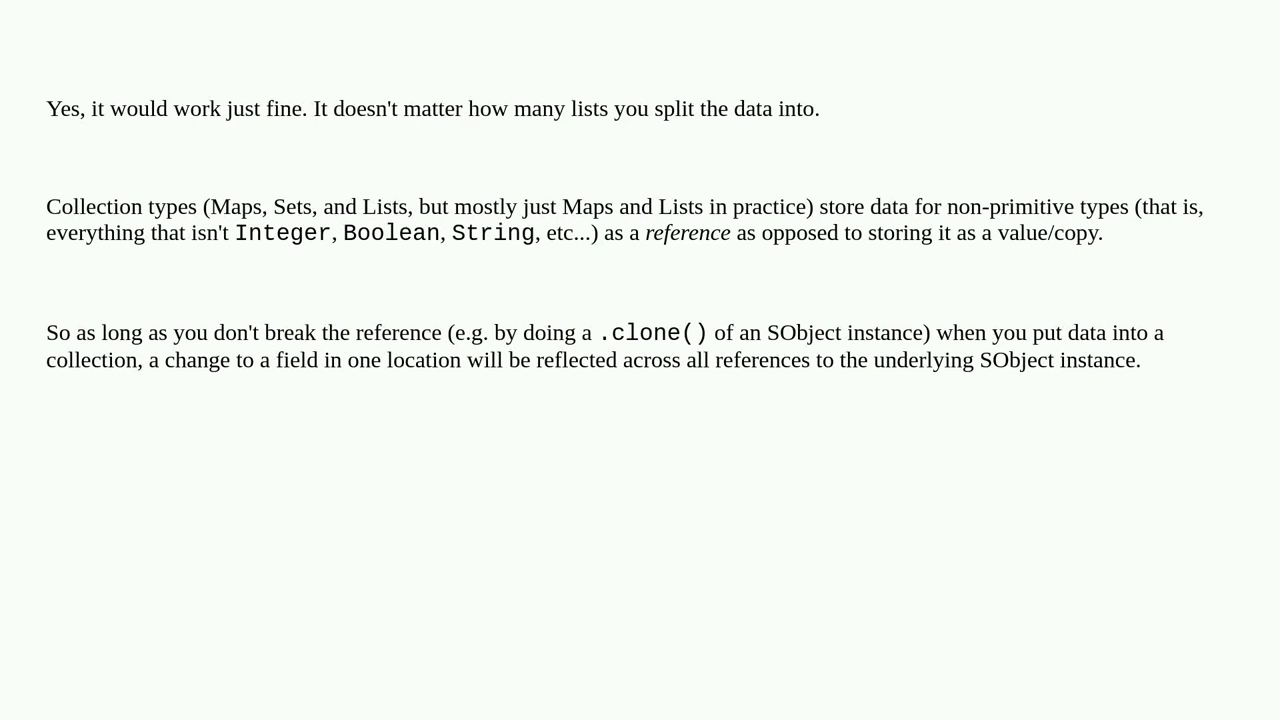 Yes, it would work just fine. It doesn't matter how many lists you split the data into.
Collection types (Maps, Sets, and Lists, but mostly just Maps and Lists in practice) store data for non-primitive types (that is,
everything that isn't Integer, Boolean, String, etc...) as a reference as opposed to storing it as a value/copy.
So as long as you don't break the reference (e.g. by doing a .clone() of an SObject instance) when you put data into a
collection, a change to a field in one location will be reflected across all references to the underlying SObject instance.